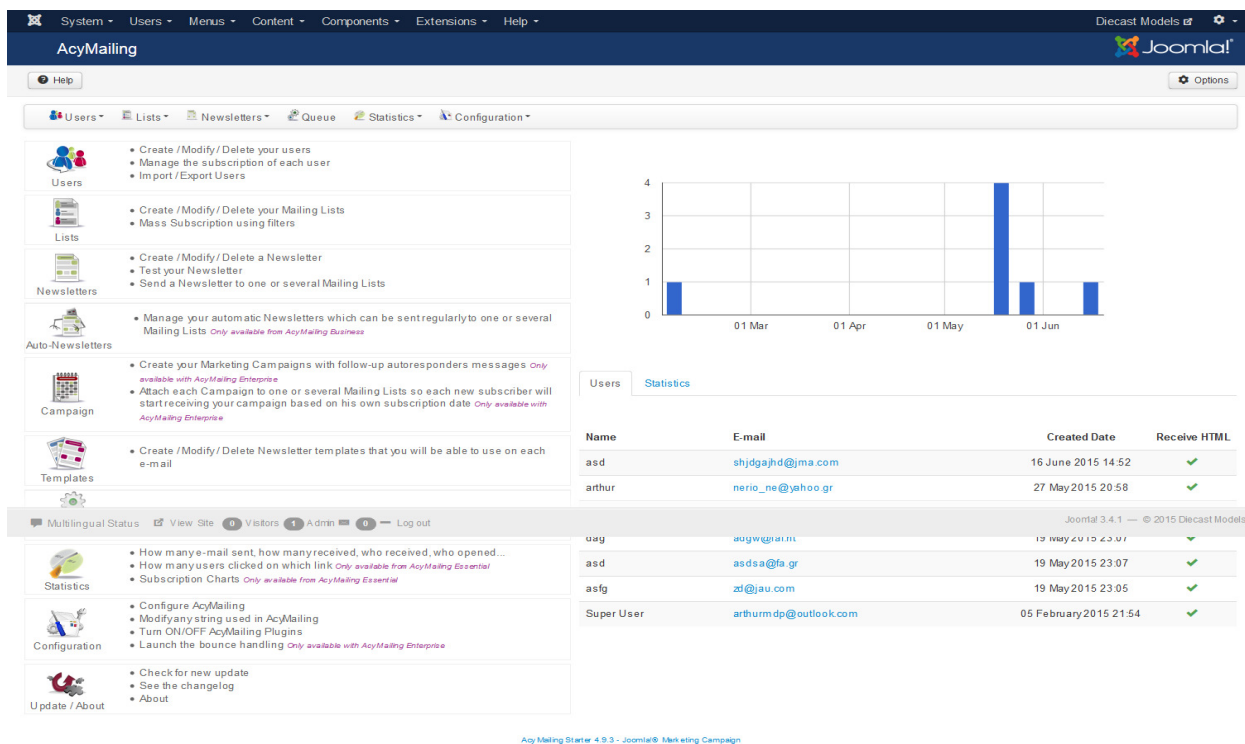 System Users Menus Content Components Extensions Help Diecast Models
AcyMailing Joomla!®
Help Options
Users Lists Newsletters Queue Statistics Configuration
Users
• Create / Modify / Delete your users
• Manage the subscription of each user
• Import / Export Users
Lists
• Create / Modify / Delete your Mailing Lists
• Mass Subscription using filters
Newsletters
• Create / Modify / Delete a Newsletter
• Test your Newsletter
• Send a Newsletter to one or several Mailing Lists
Auto-Newsletters
• Manage your automatic Newsletters which can be sent regularly to one or several
Mailing Lists Only available from AcyMailing Business
Campaign
• Create your Marketing Campaigns with follow-up autoresponders messages Only
available with AcyMailing Enterprise
• Attach each Campaign to one or several Mailing Lists so each new subscriber will
start receiving your campaign based on his own subscription date Only available with
AcyMailing Enterprise
Templates
• Create / Modify / Delete Newsletter templates that you will be able to use on each
e-mail
4
3
2
1
0
01 Mar 01 Apr 01 May 01 Jun
Users Statistics
Name E-mail Created Date Receive HTML
asd shjdgajhd@jma.com 16 June 2015 14:52
arthur nerio_ne@yahoo.gr 27 May 2015 20:58
Multilingual Status View Site 0 Visitors 1 Admin 0 Log out Joomla! 3.4.1 — © 2015 Diecast Models
dag 19 May 2015 23:07
asd asdsa@fa.gr 19 May 2015 23:07
asfg zd@jau.com 19 May 2015 23:05
Super User arthurmdp@outlook.com 05 February 2015 21:54
Statistics
• How many e-mail sent, how many received, who received, who opened...
• How many users clicked on which link Only available from AcyMailing Essential
• Subscription Charts Only available from AcyMailing Essential
Configuration
• Configure AcyMailing
• Modify any string used in AcyMailing
• Turn ON/OFF AcyMailing Plugins
• Launch the bounce handling Only available with AcyMailing Enterprise
Update / About
• Check for new update
• See the changelog
• About
AcyMailing Starter 4.9.3 - Joomla!® Marketing Campaign